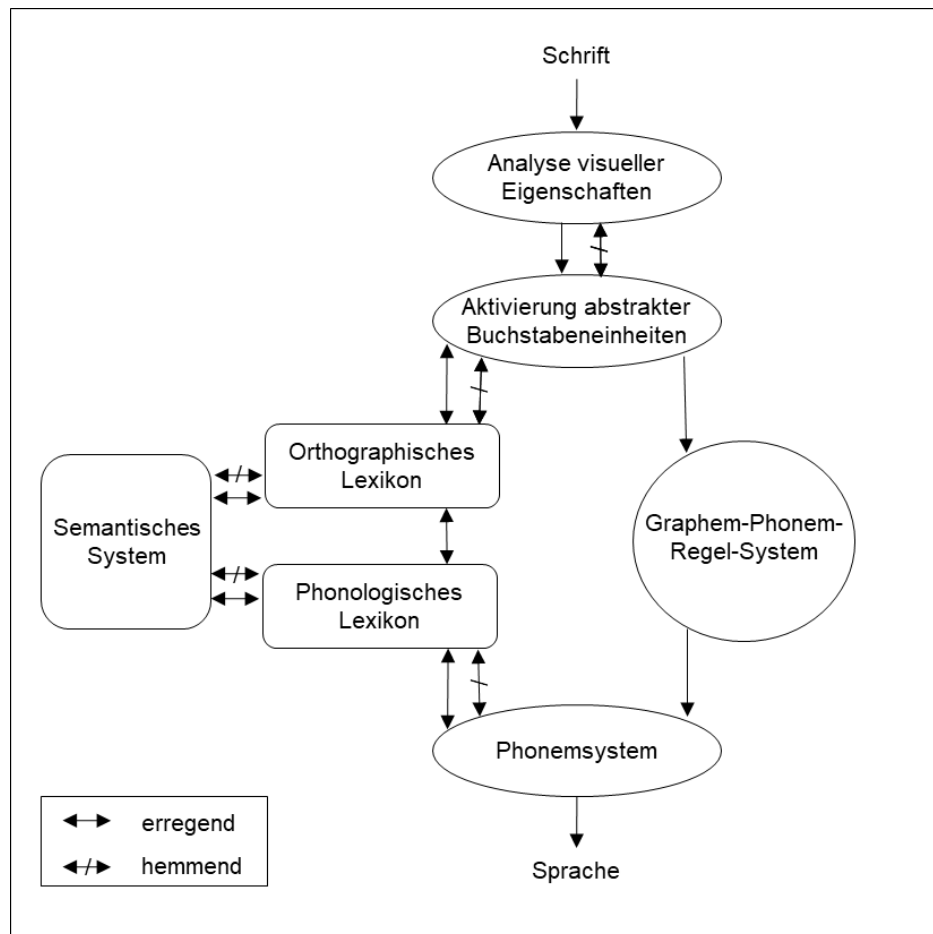 Schrift
Analyse visueller
Eigenschaften
Aktivierung abstrakter
Buchstabeneinheiten
Orthographisches
Lexikon
Semantisches
System
Graphem-Phonem-
Regel-System
Phonologisches
Lexikon
Phonemsystem
Sprache
erregend
hemmend